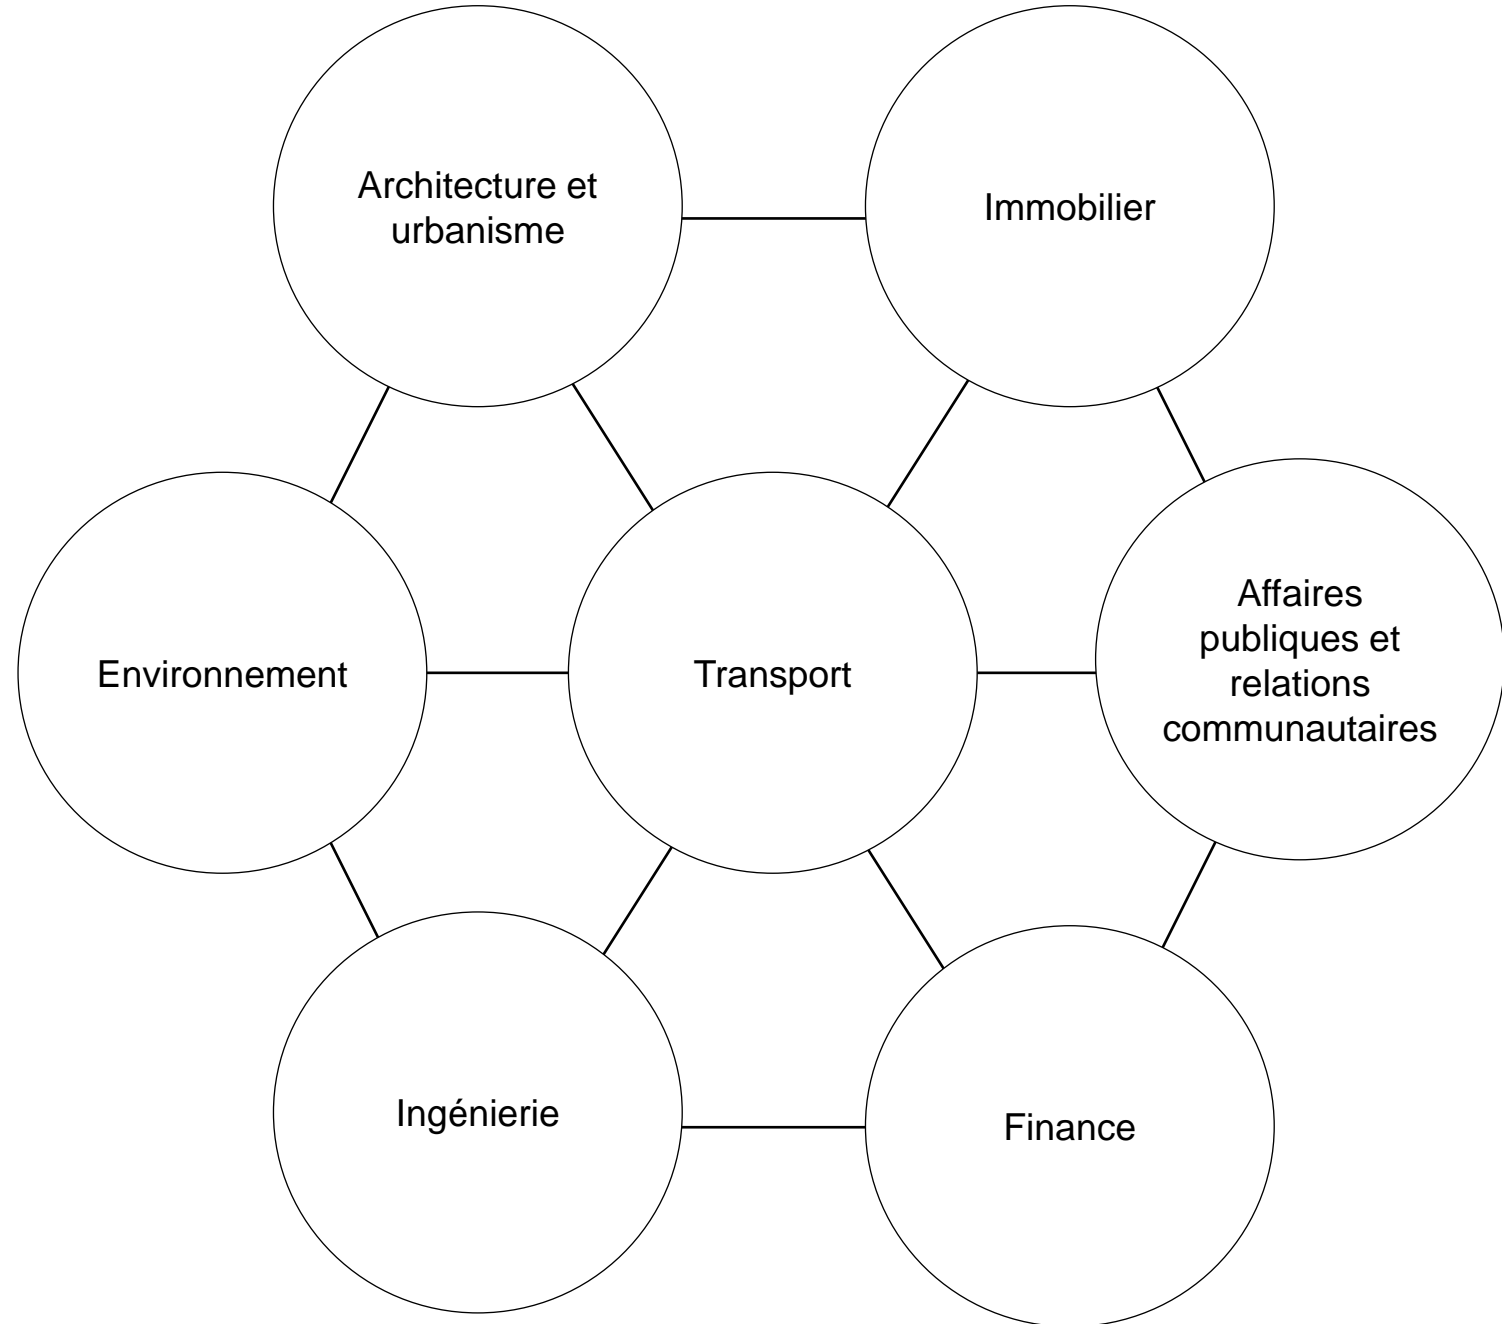 Architecture et
urbanisme
Immobilier
Environnement
Transport
Affaires
publiques et
relations
communautaires
Ingénierie
Finance